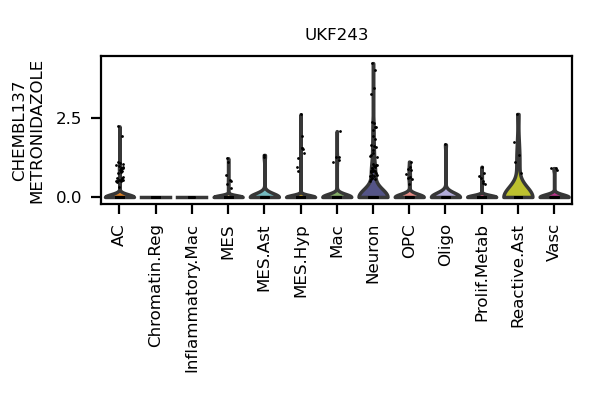 UKF243
CHEMBL137
METRONIDAZOLE
2.5
0.0
AC
Chromatin.Reg
Inflammatory.Mac
MES
MES.Ast
MES.Hyp
Mac
Neuron
OPC
Oligo
Prolif.Metab
Reactive.Ast
Vasc